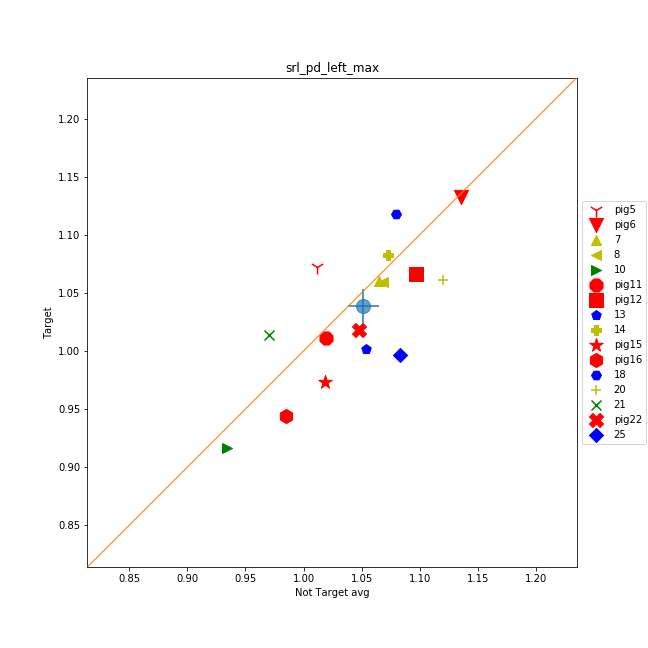 srl_pd_left_max
1.20
1.15
1.10
1.05
1.00
0.95
0.90
0.85
Target
0.85 0.90 0.95 1.00 1.05 1.10 1.15 1.20
Not Target avg
pig5
pig6
7
8
10
pig11
pig12
13
14
pig15
pig16
18
20
21
pig22
25